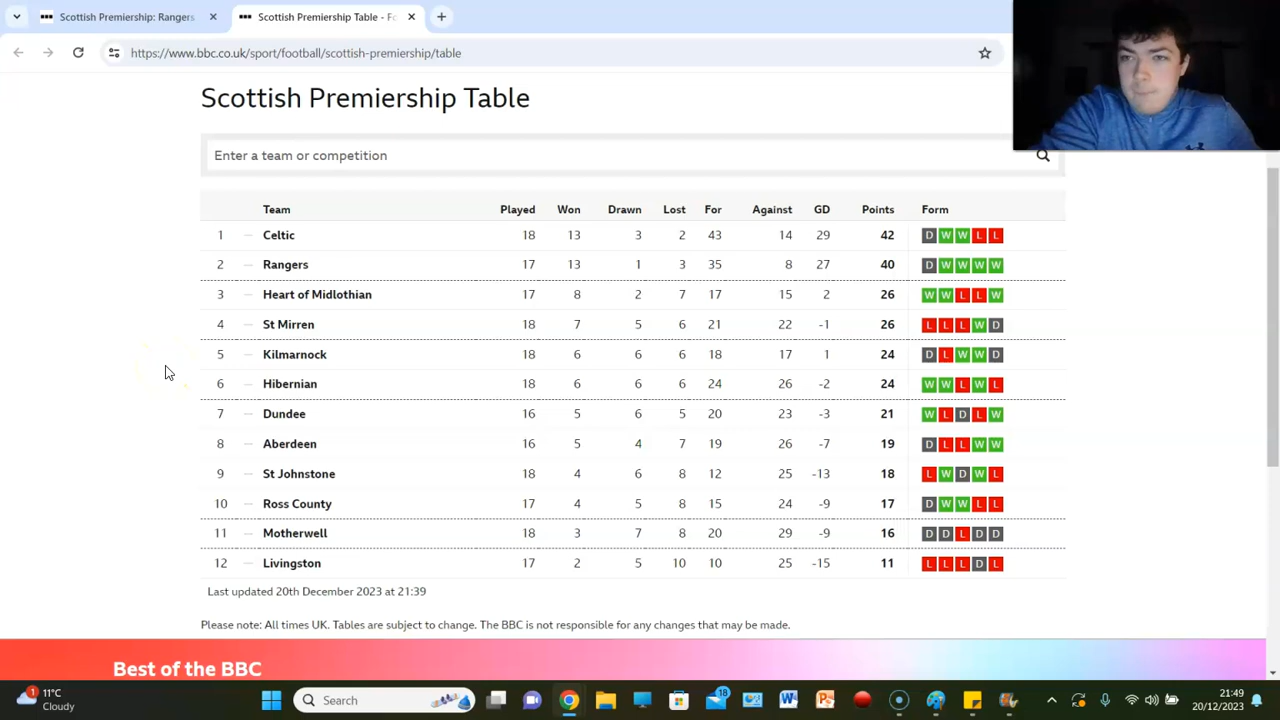 Scottish Premiership: Rangers
Scottish Premiership Table - Fo
https://www.bbc.co.uk/sport/football/scottish-premiership/table
Scottish Premiership Table
Enter a team or competition
Team Played Won Drawn Lost For Against GD Points Form
1 Celtic 18 13 3 2 43 14 29 42 D W W L L
2 Rangers 17 13 1 3 35 8 27 40 D W W W W
3 Heart of Midlothian 17 8 2 7 17 15 2 26 W W L L W
4 St Mirren 18 7 5 6 21 22 -1 26 L L L W D
5 Kilmarnock 18 6 6 6 18 17 1 24 D L W W D
6 Hibernian 18 6 6 6 24 26 -2 24 W W L W L
7 Dundee 16 5 6 5 20 23 -3 21 W L D L W
8 Aberdeen 16 5 4 7 19 26 -7 19 D L L W W
9 St Johnstone 18 4 6 8 12 25 -13 18 L W D W L
10 Ross County 17 4 5 8 15 24 -9 17 D W W L L
11 Motherwell 18 3 7 8 20 29 -9 16 D D L D D
12 Livingston 17 2 5 10 10 25 -15 11 L L L D L
Last updated 20th December 2023 at 21:39
Please note: All times UK. Tables are subject to change. The BBC is not responsible for any changes that may be made.
Best of the BBC
1
11°C
Cloudy
Search
18
21:49
20/12/2023